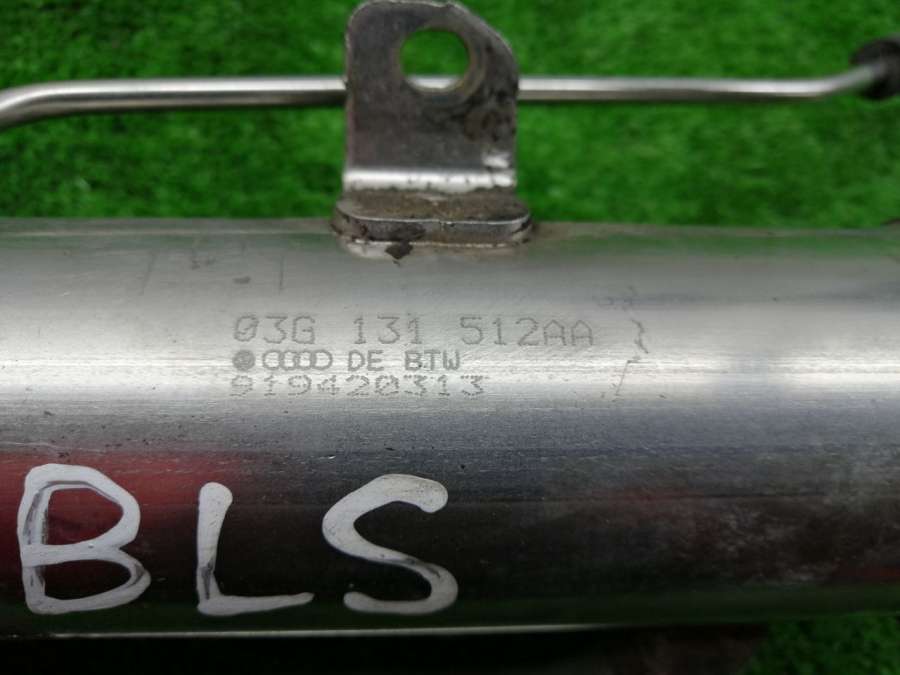 03G 131 512AA
DE BTW
919420313
BLS